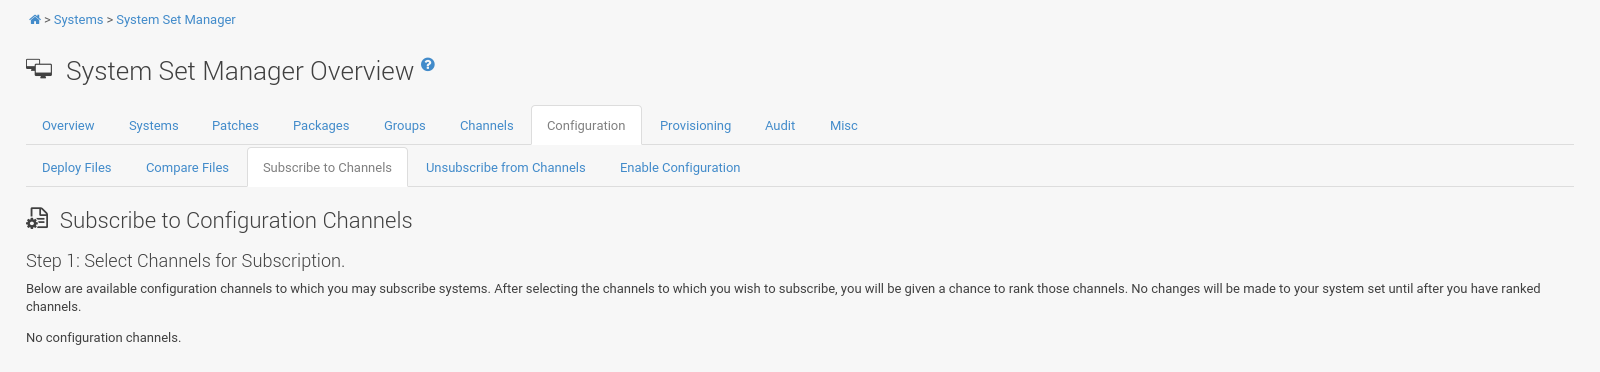 > Systems > System Set Manager
System Set Manager Overview ?
Overview Systems Patches Packages Groups Channels Configuration Provisioning Audit Misc
Deploy Files Compare Files Subscribe to Channels Unsubscribe from Channels Enable Configuration
Subscribe to Configuration Channels
Step 1: Select Channels for Subscription.
Below are available configuration channels to which you may subscribe systems. After selecting the channels to which you wish to subscribe, you will be given a chance to rank those channels. No changes will be made to your system set until after you have ranked
channels.
No configuration channels.